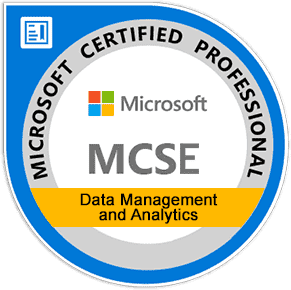 MICROSOFT CERTIFIED PROFESSIONAL
Microsoft
MCSE
Data Management
and Analytics